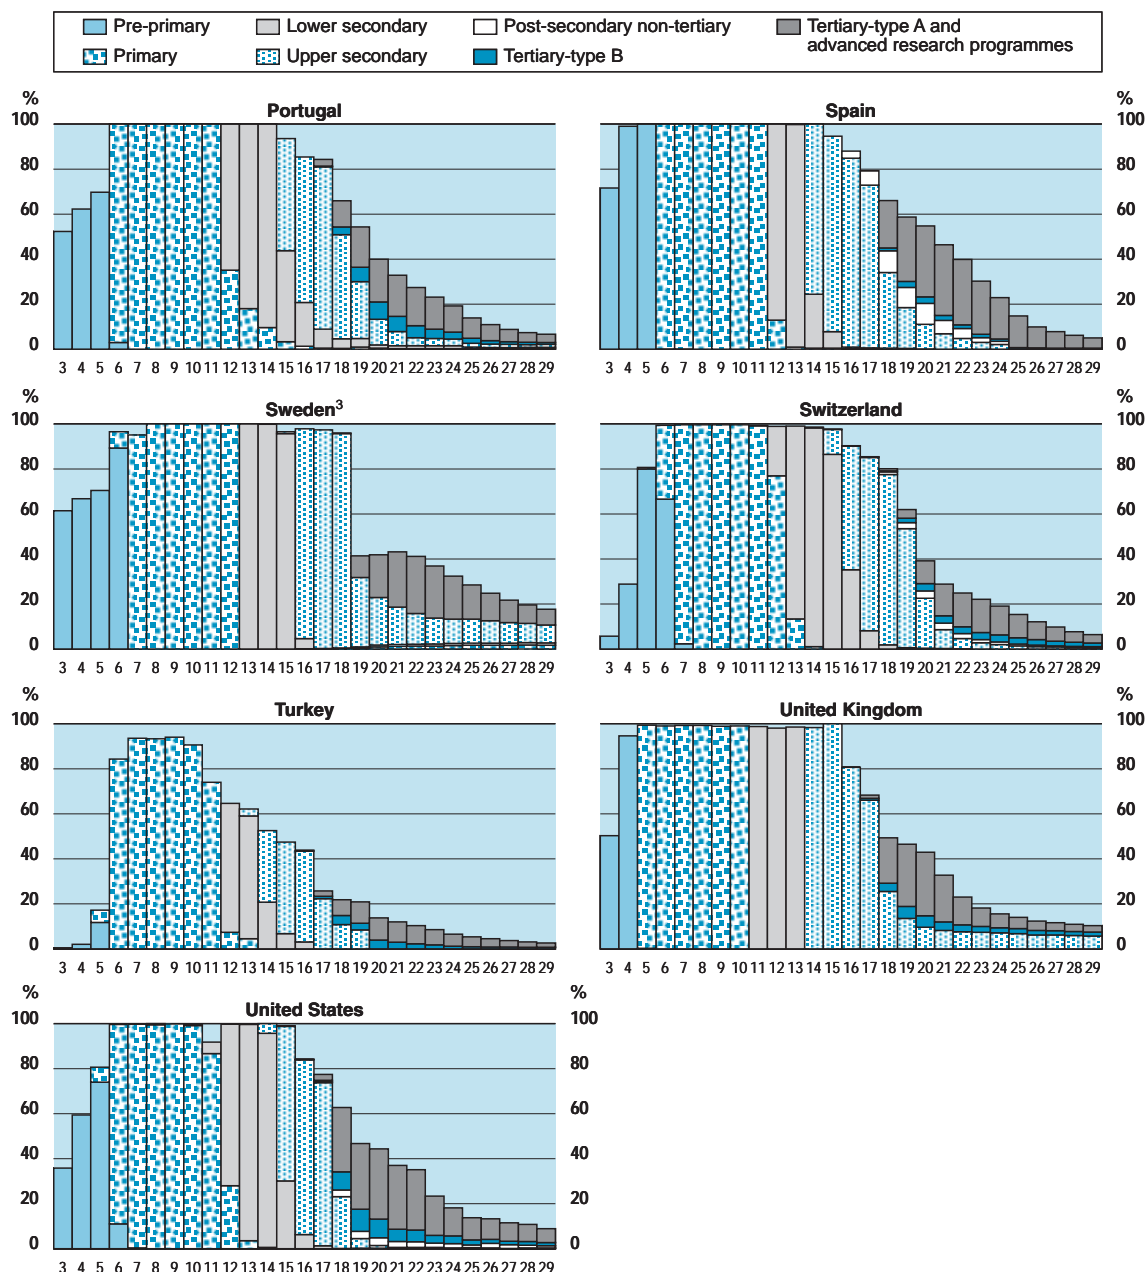 Pre-primary Lower secondary Post-secondary non-tertiary Tertiary-type A and
advanced research programmes
Primary Upper secondary Tertiary-type B
% Portugal
100
80
60
40
20
0
3 4 5 6 7 8 9 10 11 12 13 14 15 16 17 18 19 20 21 22 23 24 25 26 27 28 29
Spain %
100
80
60
40
20
0
3 4 5 6 7 8 9 10 11 12 13 14 15 16 17 18 19 20 21 22 23 24 25 26 27 28 29
% Sweden3
100
80
60
40
20
0
3 4 5 6 7 8 9 10 11 12 13 14 15 16 17 18 19 20 21 22 23 24 25 26 27 28 29
Switzerland %
100
80
60
40
20
0
3 4 5 6 7 8 9 10 11 12 13 14 15 16 17 18 19 20 21 22 23 24 25 26 27 28 29
% Turkey
100
80
60
40
20
0
3 4 5 6 7 8 9 10 11 12 13 14 15 16 17 18 19 20 21 22 23 24 25 26 27 28 29
United Kingdom %
100
80
60
40
20
0
3 4 5 6 7 8 9 10 11 12 13 14 15 16 17 18 19 20 21 22 23 24 25 26 27 28 29
% United States %
100 100
80 80
60 60
40 40
20 20
0 0
3 4 5 6 7 8 9 10 11 12 13 14 15 16 17 18 19 20 21 22 23 24 25 26 27 28 29